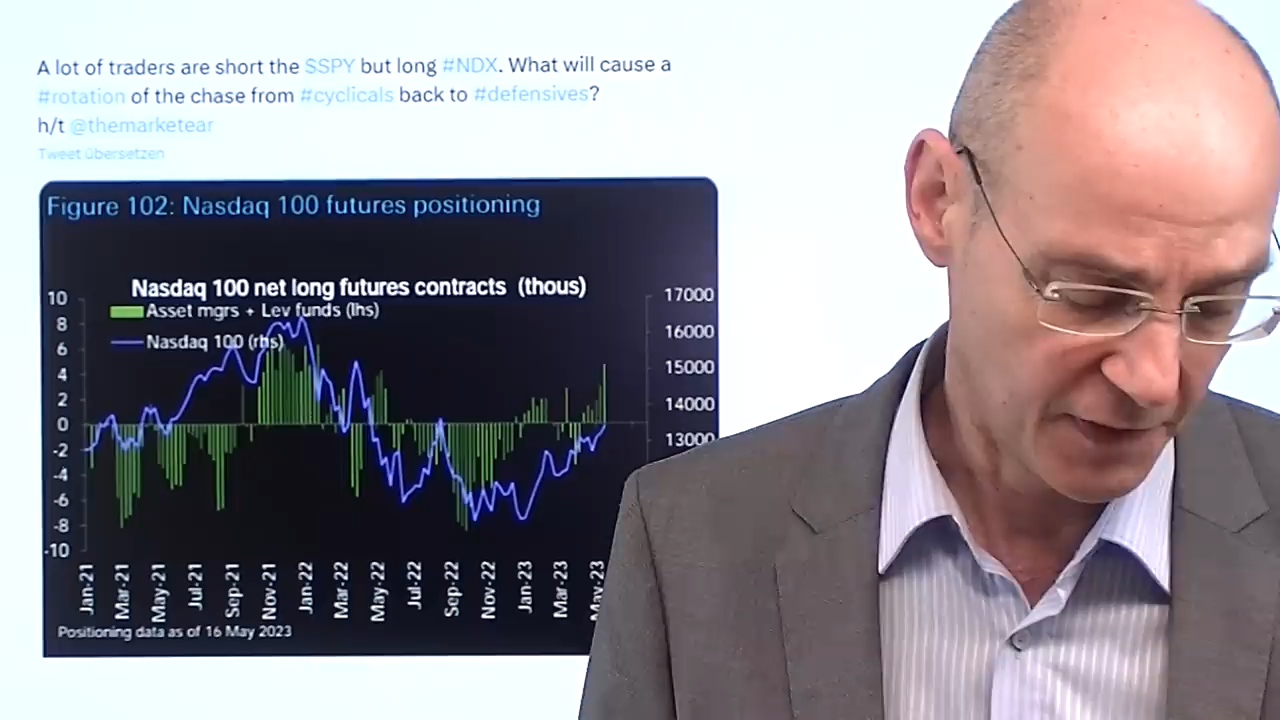 A lot of traders are short the SSPY but long #NDX. What will cause a
#rotation of the chase from #cyclicals back to #defensives?
h/t @themarketear
Tweet übersetzen
Figure 102: Nasdaq 100 futures positioning
Nasdaq 100 net long futures contracts (thous)
Asset mgrs + Lev funds (lhs)
Nasdaq 100 (rhs)
10
8
6
4
2
0
-2
-4
-6
-8
-10
17000
16000
15000
14000
13000
Jan-21
Mar-21
May-21
Jul-21
Sep-21
Nov-21
Jan-22
Mar-22
May-22
Jul-22
Sep-22
Nov-22
Jan-23
Mar-23
May-23
Positioning data as of 16 May 2023